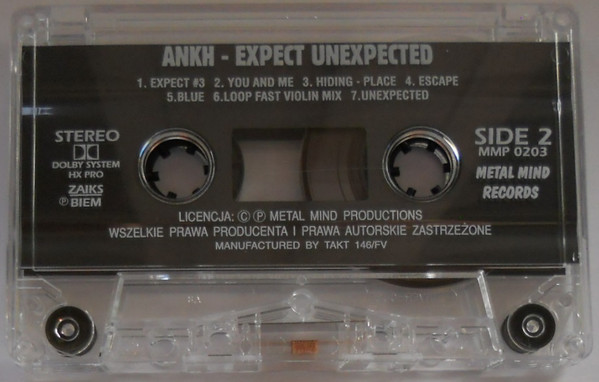 ANKH - EXPECT UNEXPECTED
1. EXPECT #3 2. YOU AND ME 3. HIDING - PLACE 4. ESCAPE
5.BLUE 6.LOOP FAST VIOLIN MIX 7.UNEXPECTED
STEREO
DOLBY SYSTEM
HX PRO
ZAIKS
Ⓟ BIEM
SIDE 2
MMP 0203
METAL MIND
RECORDS
LICENCJA: © Ⓟ METAL MIND PRODUCTIONS
WSZELKIE PRAWA PRODUCENTA I PRAWA AUTORSKIE ZASTRZEŻONE
MANUFACTURED BY TAKT 146/FV